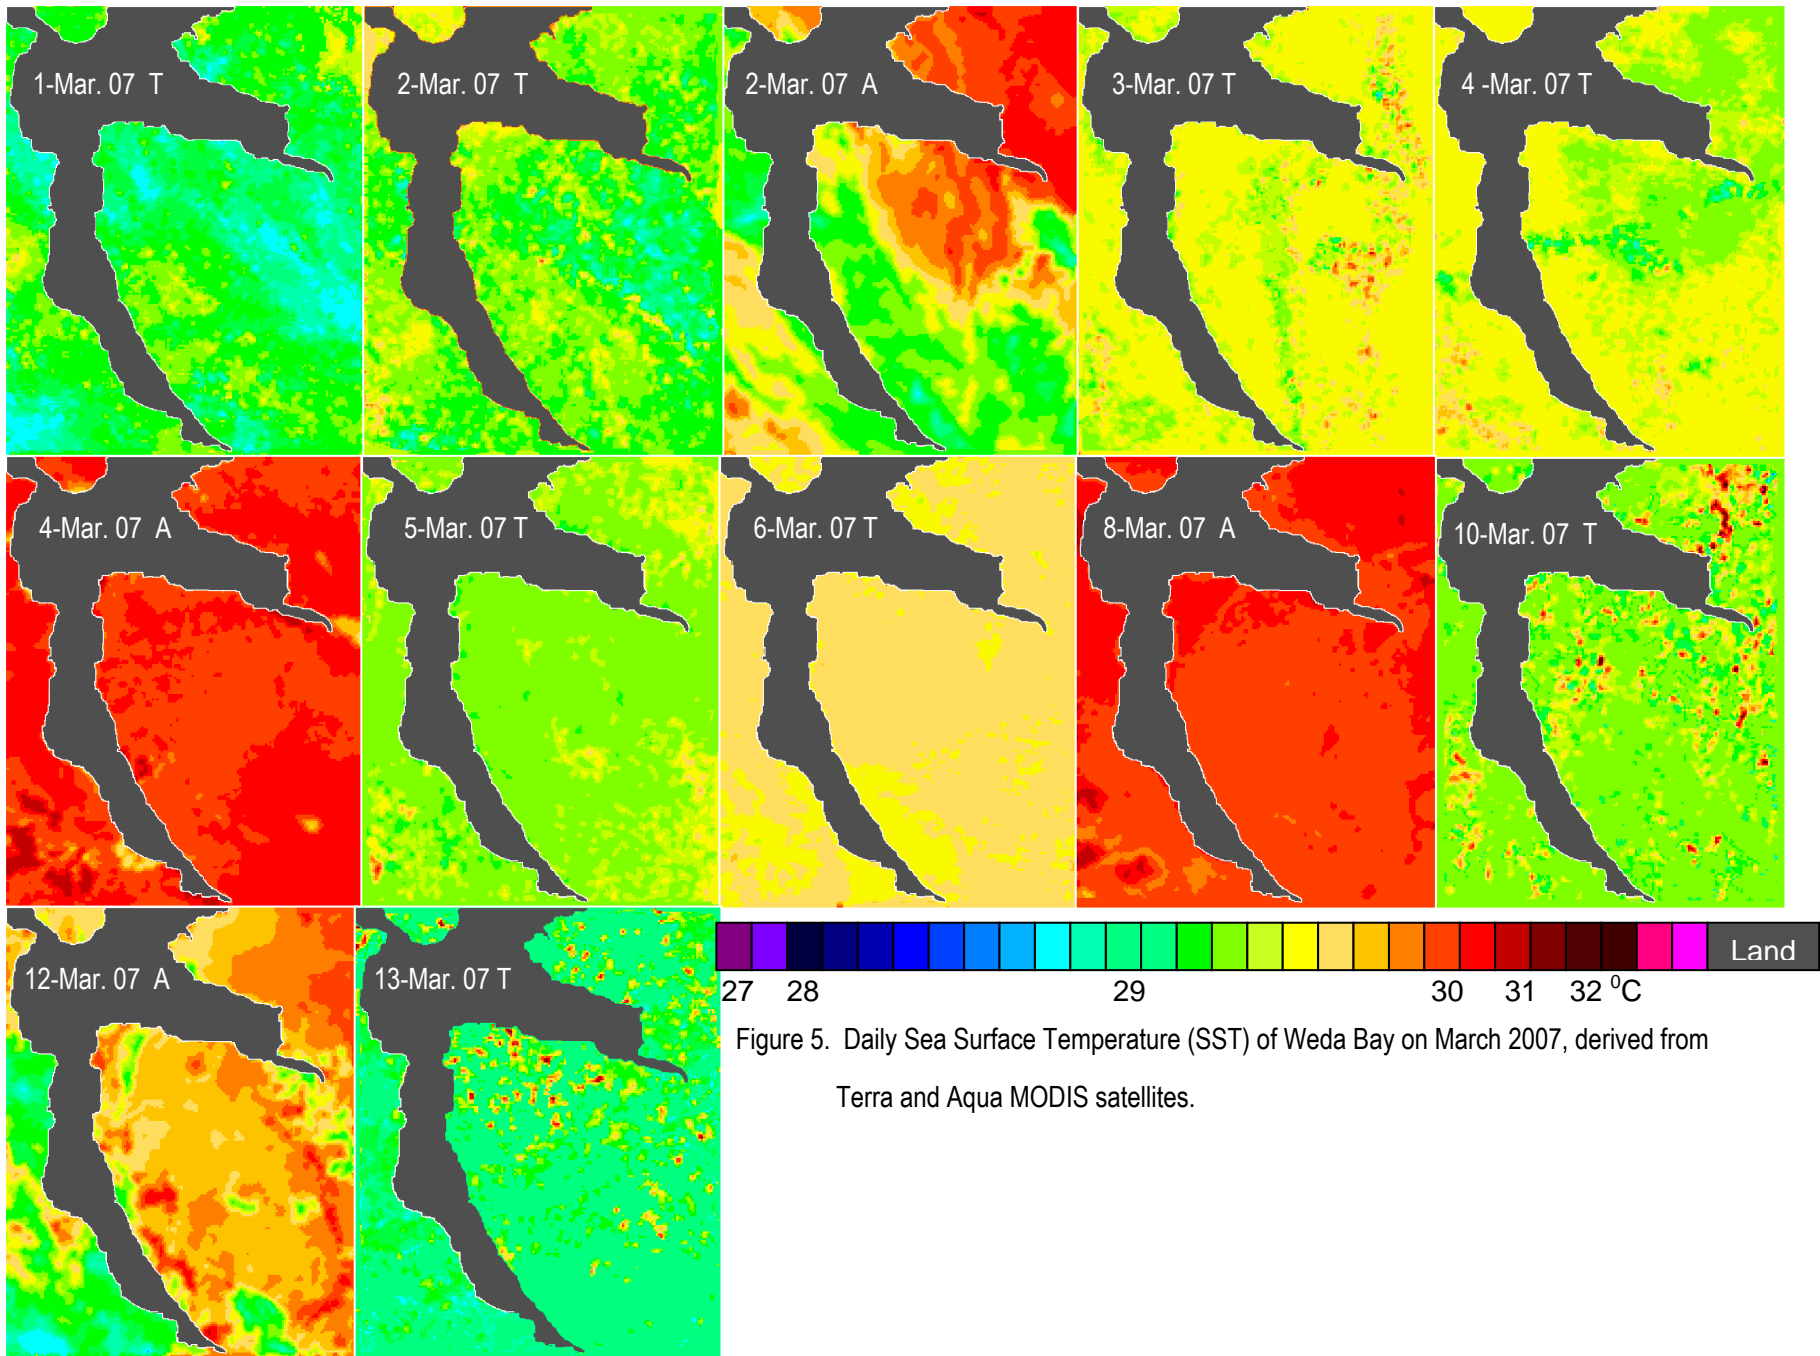 1-Mar. 07 T
2-Mar. 07 T
2-Mar. 07 A
3-Mar. 07 T
4 -Mar. 07 T
4-Mar. 07 A
5-Mar. 07 T
6-Mar. 07 T
8-Mar. 07 A
10-Mar. 07 T
12-Mar. 07 A
13-Mar. 07 T
Land
27 28 29 30 31 32 ⁰C
Figure 5. Daily Sea Surface Temperature (SST) of Weda Bay on March 2007, derived from
Terra and Aqua MODIS satellites.